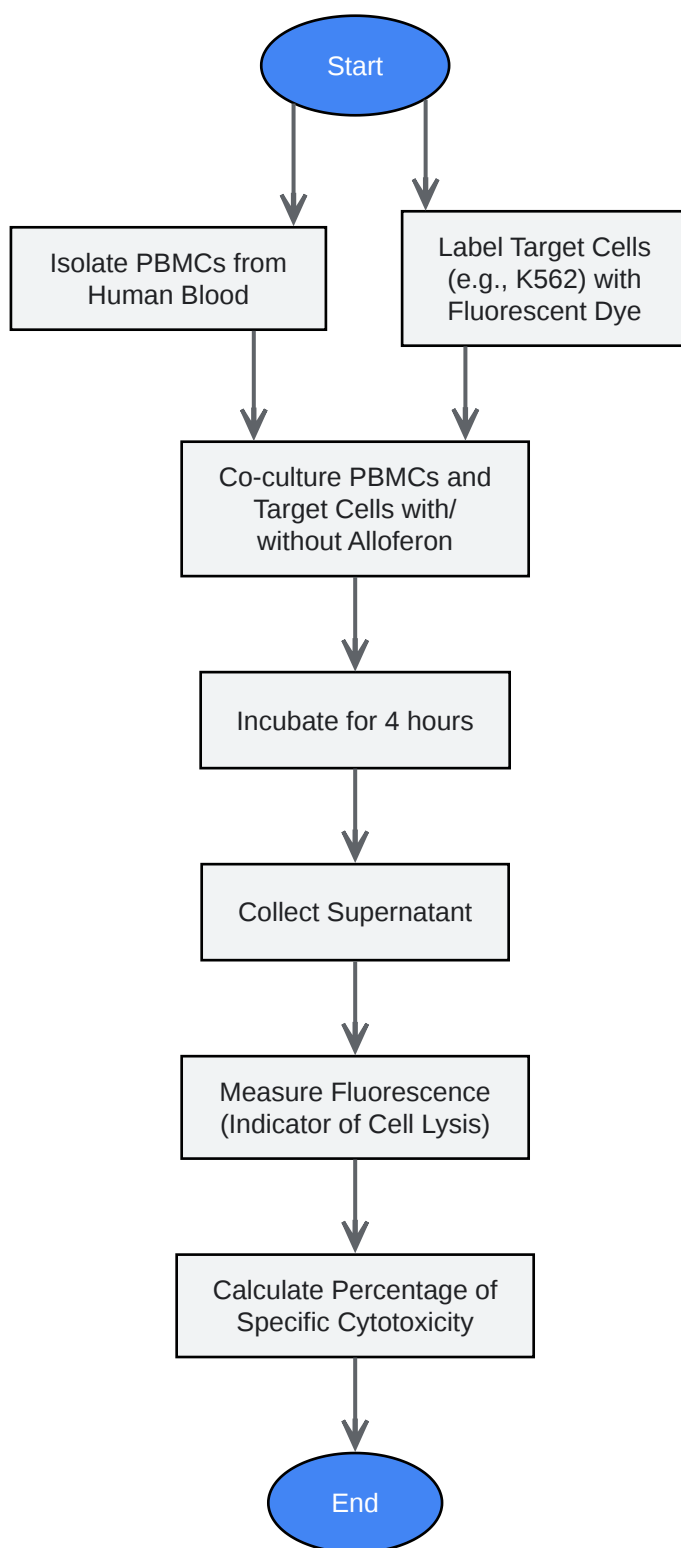 Start
Isolate PBMCs from
Human Blood
Label Target Cells
(e.g., K562) with
Fluorescent Dye
Co-culture PBMCs and
Target Cells with/
without Alloferon
Incubate for 4 hours
Collect Supernatant
Measure Fluorescence
(Indicator of Cell Lysis)
Calculate Percentage of
Specific Cytotoxicity
End